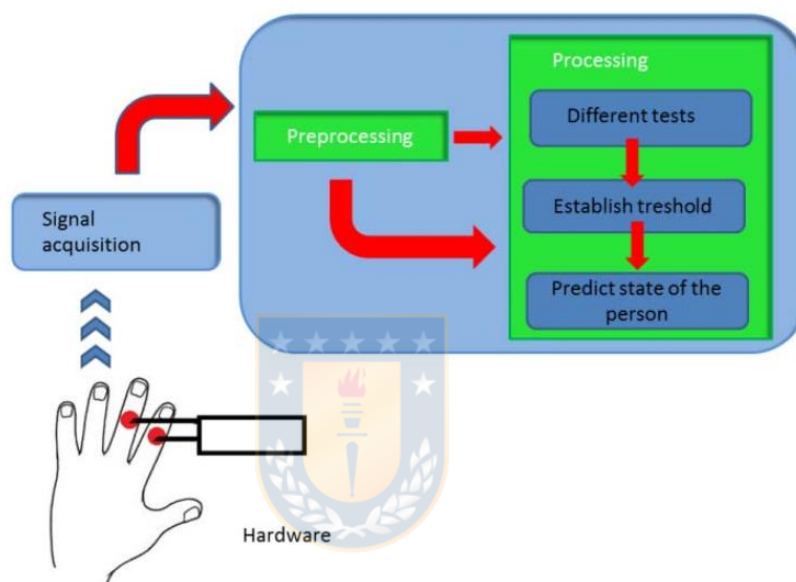 Processing
Different tests
Preprocessing
Establish treshold
Signal
acquisition
Predict state of the
person
Hardware